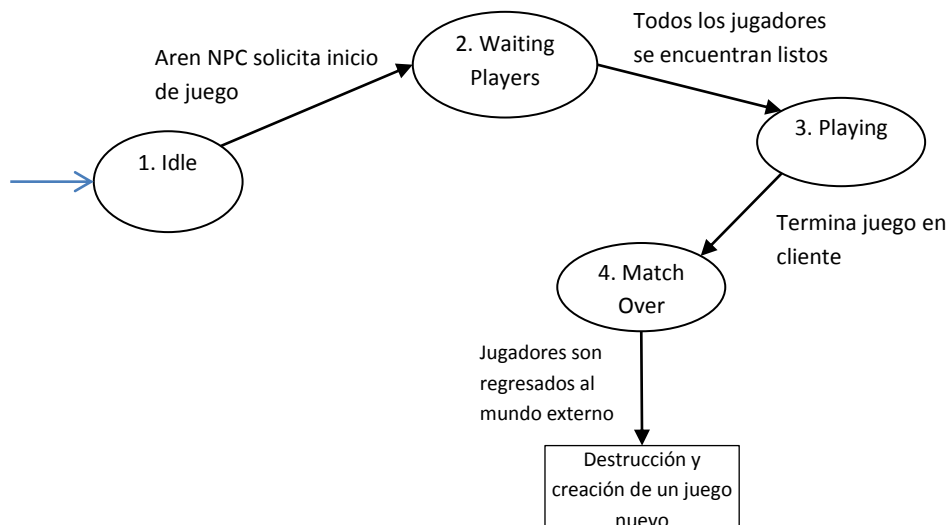 Aren NPC solicita inicio
de juego
2. Waiting
Players
Todos los jugadores
se encuentran listos
1. Idle
3. Playing
Termina juego en
cliente
4. Match
Over
Jugadores son
regresados al
mundo externo
Destrucción y
creación de un juego
nuevo